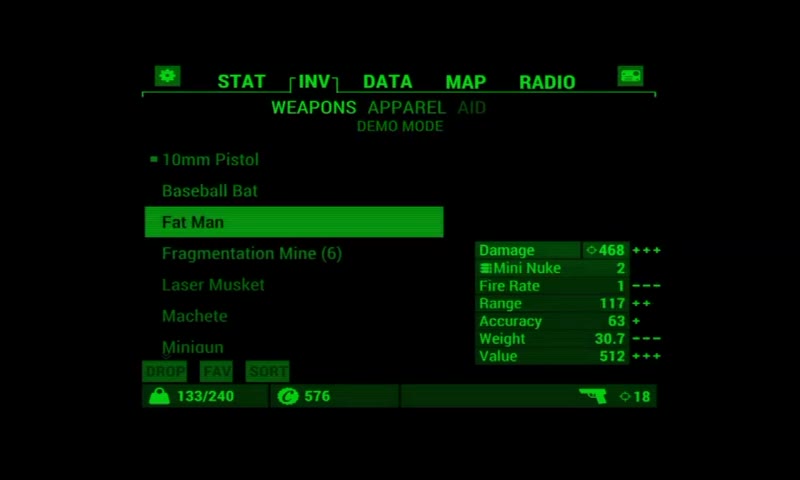 STAT INV DATA MAP RADIO
WEAPONS APPAREL AID
DEMO MODE
10mm Pistol
Baseball Bat
Fat Man
Fragmentation Mine (6)
Laser Musket
Machete
Minigun
Damage 468 +++
Mini Nuke 2
Fire Rate 1 ---
Range 117 ++
Accuracy 63 +
Weight 30.7 ---
Value 512 +++
DROP FAV SORT
133/240 576 18